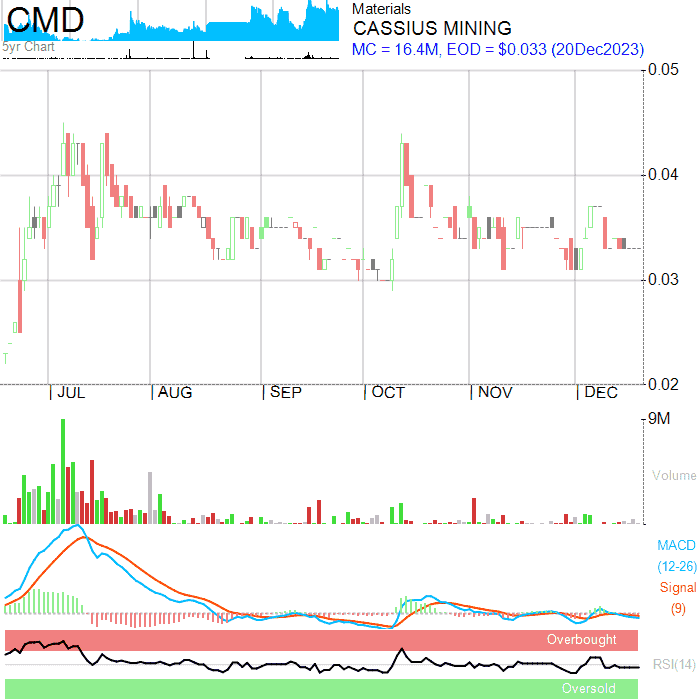 CMD
5yr Chart
Materials
CASSIUS MINING
MC = 16.4M, EOD = $0.033 (20Dec2023)
0.05
0.04
0.03
0.02
JUL AUG SEP OCT NOV DEC
9M
Volume
MACD
(12-26)
Signal
(9)
Overbought
RSI(14)
Oversold